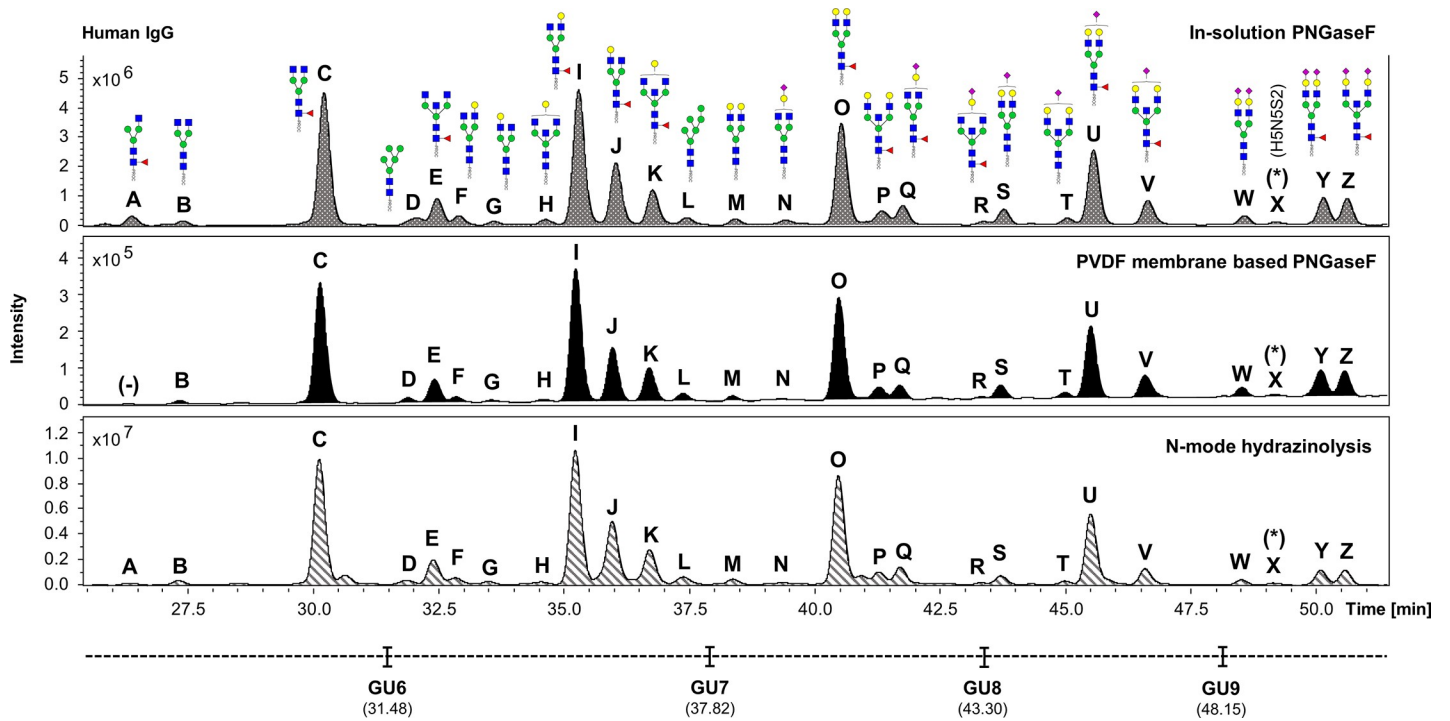 Human IgG
In-solution PNGaseF
x10^6
5
4
3
2
1
0
A B C D E F G H I J K L M N O P Q R S T U V W (*) X (H5N5S2) Y Z
PVDF membrane based PNGaseF
x10^5
4
3
2
1
0
(-) B C D E F G H I J K L M N O P Q R S T U V W (*) X Y Z
N-mode hydrazinolysis
x10^7
1.2
1.0
0.8
0.6
0.4
0.2
0.0
A B C D E F G H I J K L M N O P Q R S T U V W (*) X Y Z
Intensity
27.5 30.0 32.5 35.0 37.5 40.0 42.5 45.0 47.5 50.0 Time [min]
GU6 GU7 GU8 GU9
(31.48) (37.82) (43.30) (48.15)